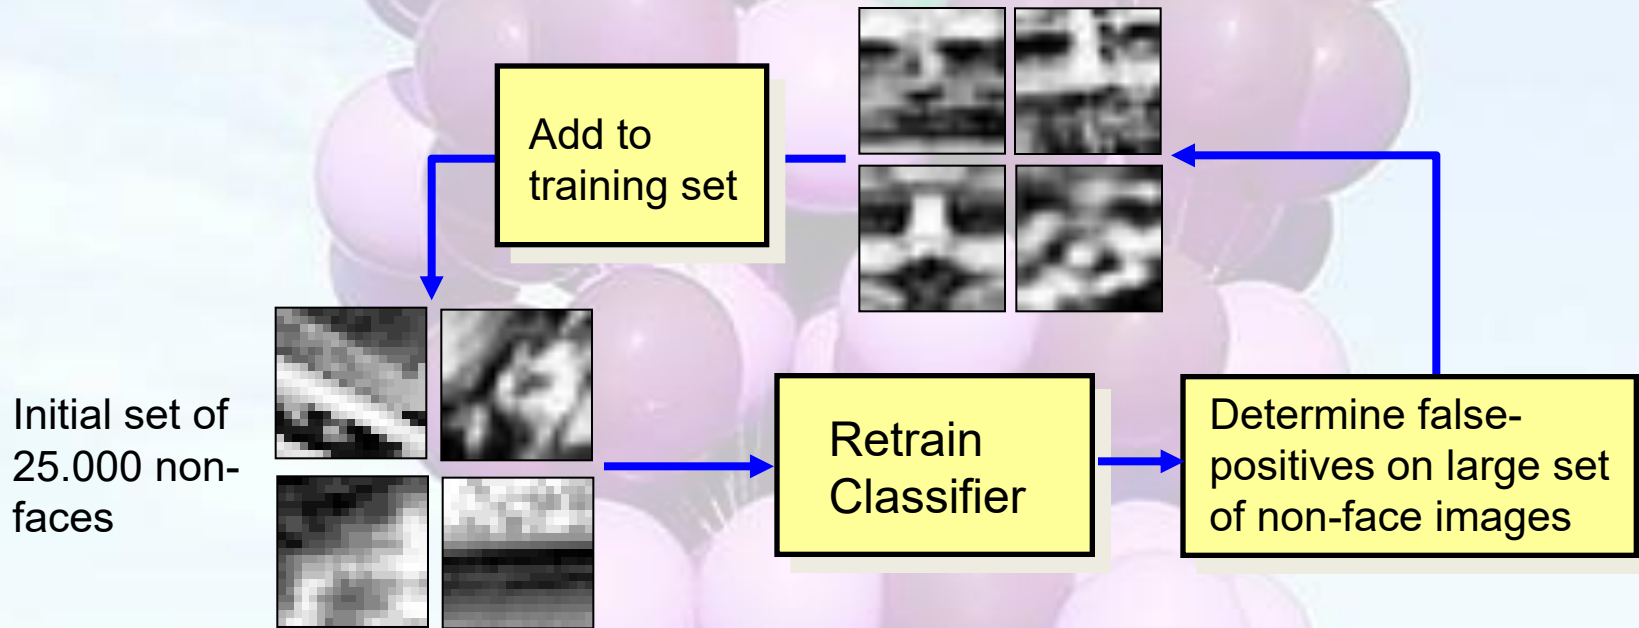 Add to
training set
Initial set of
25.000 non-
faces
Retrain
Classifier
Determine false-
positives on large set
of non-face images